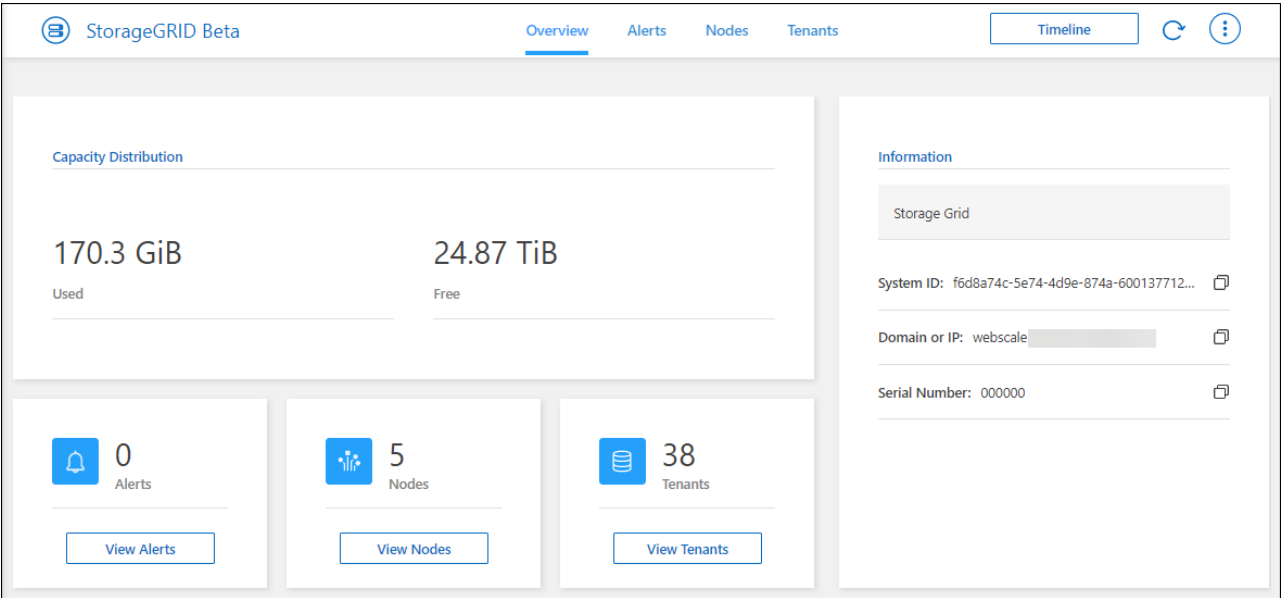 StorageGRID Beta
Overview
Alerts
Nodes
Tenants
Timeline
Capacity Distribution
170.3 GiB
Used
24.87 TiB
Free
Information
Storage Grid
System ID: f6d8a74c-5e74-4d9e-874a-600137712...
Domain or IP: webscale
Serial Number: 000000
0
Alerts
View Alerts
5
Nodes
View Nodes
38
Tenants
View Tenants